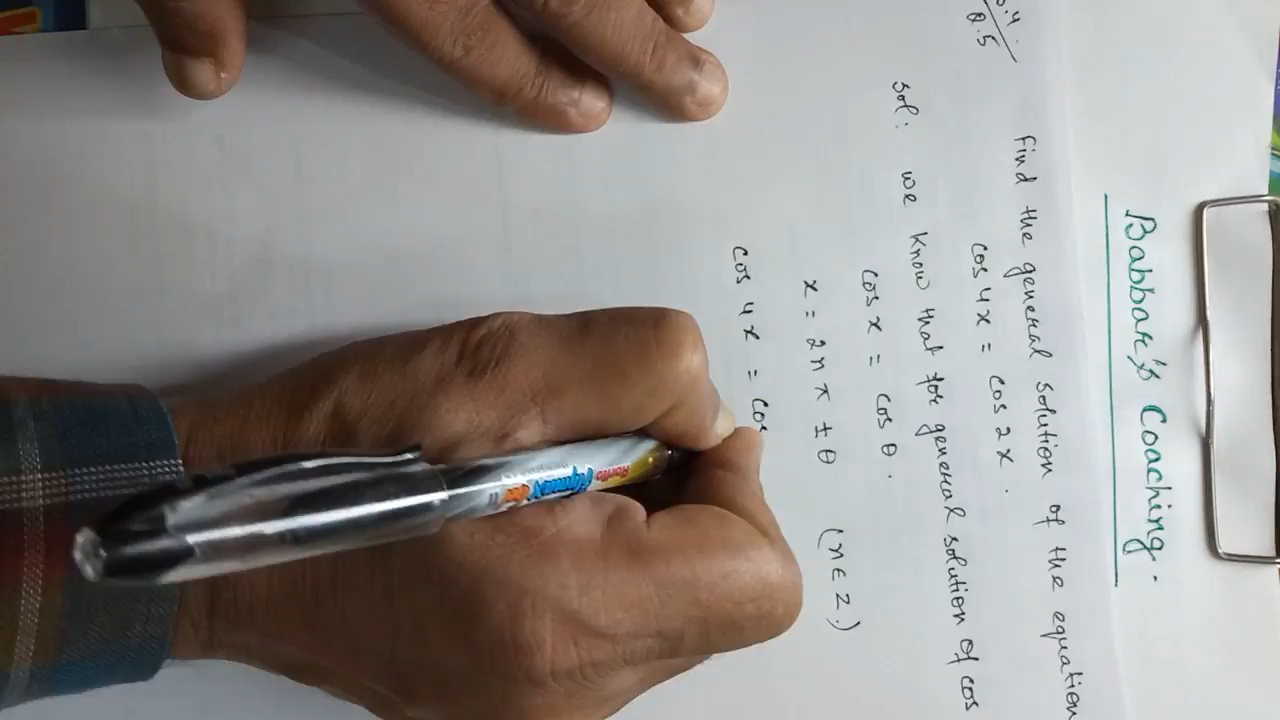 Babbar's Coaching.
Q.5
Find the general solution of the equation
cos 4x = cos 2x.
Sol: we know that for general solution of cos
cos x = cos θ.
x = 2nπ ± θ (n ∈ Z.)
cos 4x = cos